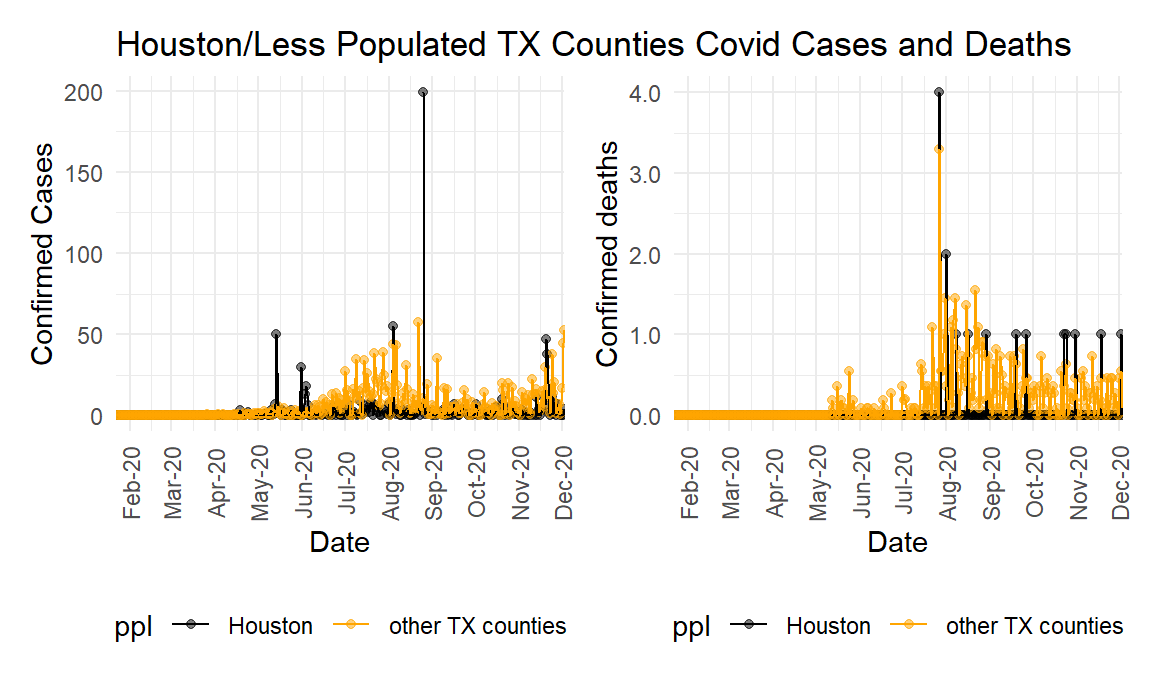 Houston/Less Populated TX Counties Covid Cases and Deaths
Confirmed Cases
200
150
100
50
0
Feb-20
Mar-20
Apr-20
May-20
Jun-20
Jul-20
Aug-20
Sep-20
Oct-20
Nov-20
Dec-20
Date
ppl Houston other TX counties
Confirmed deaths
4.0
3.0
2.0
1.0
0.0
Feb-20
Mar-20
Apr-20
May-20
Jun-20
Jul-20
Aug-20
Sep-20
Oct-20
Nov-20
Dec-20
Date
ppl Houston other TX counties